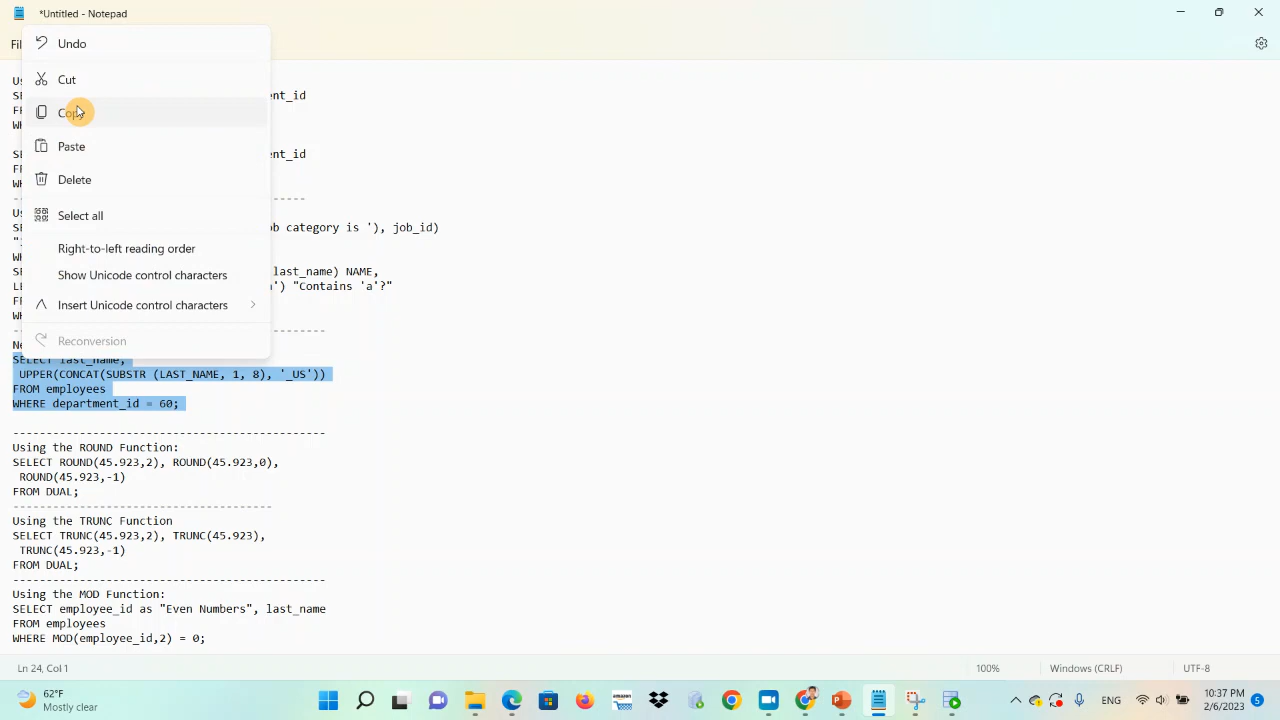 *Untitled - Notepad
Undo
Cut
Paste
Delete
Select all
Right-to-left reading order
Show Unicode control characters
Insert Unicode control characters
Reconversion
nt_id
nt_id
category is '), job_id)
last_name) NAME,
') "Contains 'a'?"
SELECT last_name,
UPPER(CONCAT(SUBSTR (LAST_NAME, 1, 8), '_US'))
FROM employees
WHERE department_id = 60;
-----------------------------------------------
Using the ROUND Function:
SELECT ROUND(45.923,2), ROUND(45.923,0),
ROUND(45.923,-1)
FROM DUAL;
---------------------------------------
Using the TRUNC Function
SELECT TRUNC(45.923,2), TRUNC(45.923),
TRUNC(45.923,-1)
FROM DUAL;
-----------------------------------------------
Using the MOD Function:
SELECT employee_id as "Even Numbers", last_name
FROM employees
WHERE MOD(employee_id,2) = 0;
Ln 24, Col 1
100%
Windows (CRLF)
UTF-8
62°F
Mostly clear
amazon
ENG
10:37 PM
2/6/2023
5